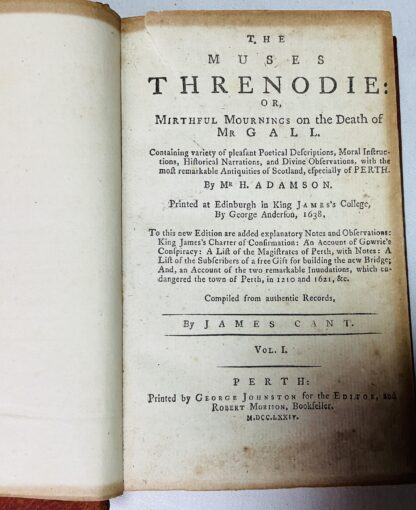 THE
MUSES
THRENODIE:
OR,
MIRTHFUL MOURNINGS on the Death of
MR GALL.
Containing variety of pleasant Poetical Descriptions, Moral Instruc-
tions, Historical Narrations, and Divine Observations, with the
most remarkable Antiquities of Scotland, especially of PERTH.
By MR H. ADAMSON.
Printed at Edinburgh in King JAMES's College,
By George Anderson, 1638.
To this new Edition are added explanatory Notes and Observations:
King James's Charter of Confirmation: An Account of Gowrie's
Conspiracy: A List of the Magistrates of Perth, with Notes: A
List of the Subscribers of a free Gift for building the new Bridge;
And, an Account of the two remarkable Inundations, which en-
dangered the town of Perth, in 1210 and 1621, &c.
Compiled from authentic Records,
By JAMES CANT.
VOL. I.
PERTH:
Printed by GEORGE JOHNSTON for the EDITOR, and
ROBERT MORISON, Bookseller.
M.DCC.LXXIV.